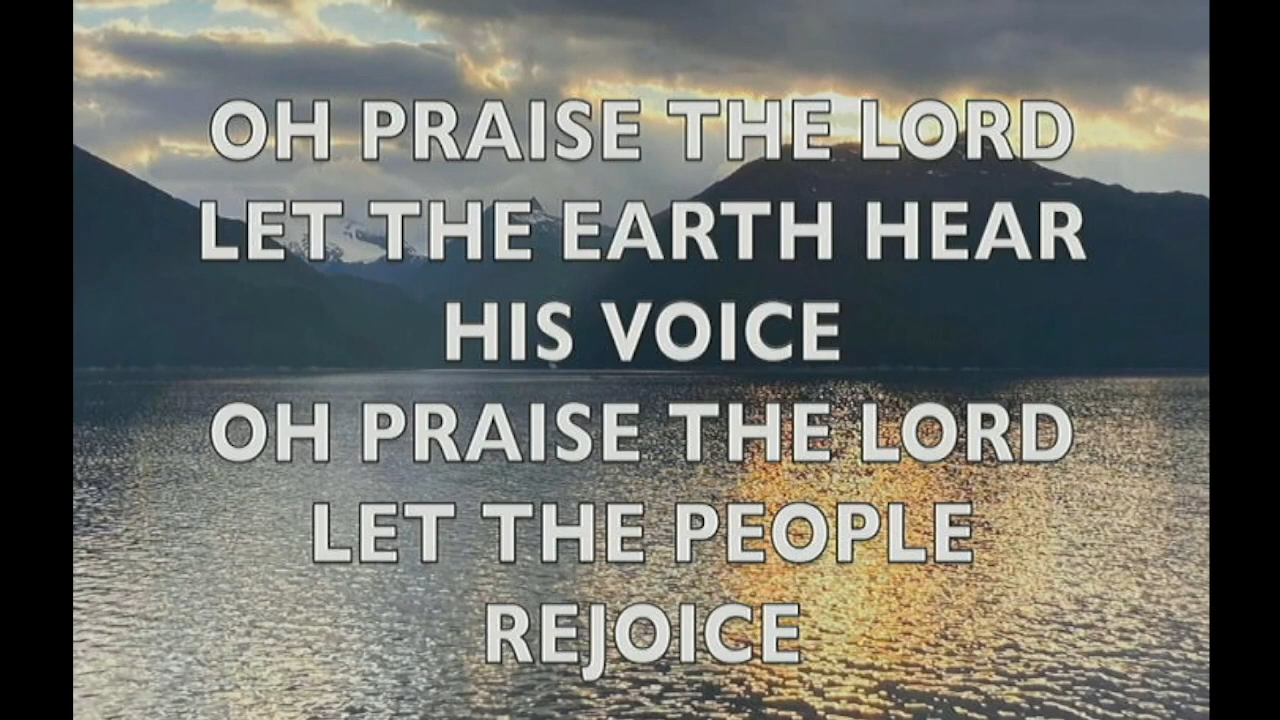 OH PRAISE THE LORD
LET THE EARTH HEAR
HIS VOICE
OH PRAISE THE LORD
LET THE PEOPLE
REJOICE